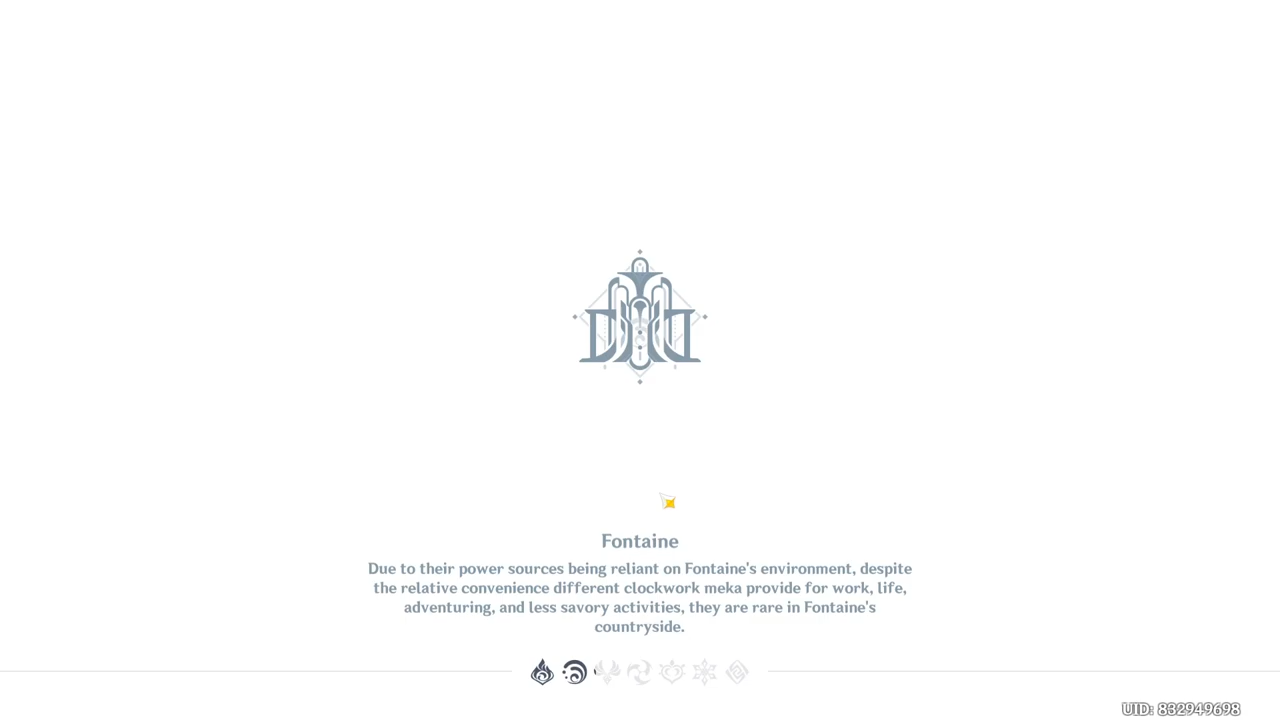 Fontaine
Due to their power sources being reliant on Fontaine's environment, despite
the relative convenience different clockwork meka provide for work, life,
adventuring, and less savory activities, they are rare in Fontaine's
countryside.
UID: 832949698